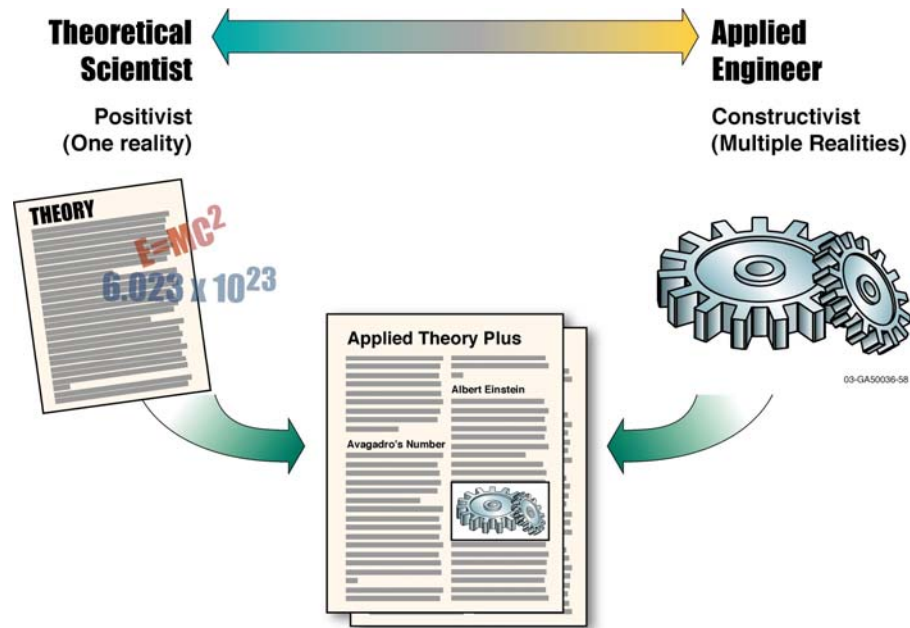 Theoretical
Scientist
Positivist
(One reality)
Applied
Engineer
Constructivist
(Multiple Realities)
THEORY
E=MC²
6.023 x 10²³
03-GA50036-58
Applied Theory Plus
Albert Einstein
Avagadro's Number